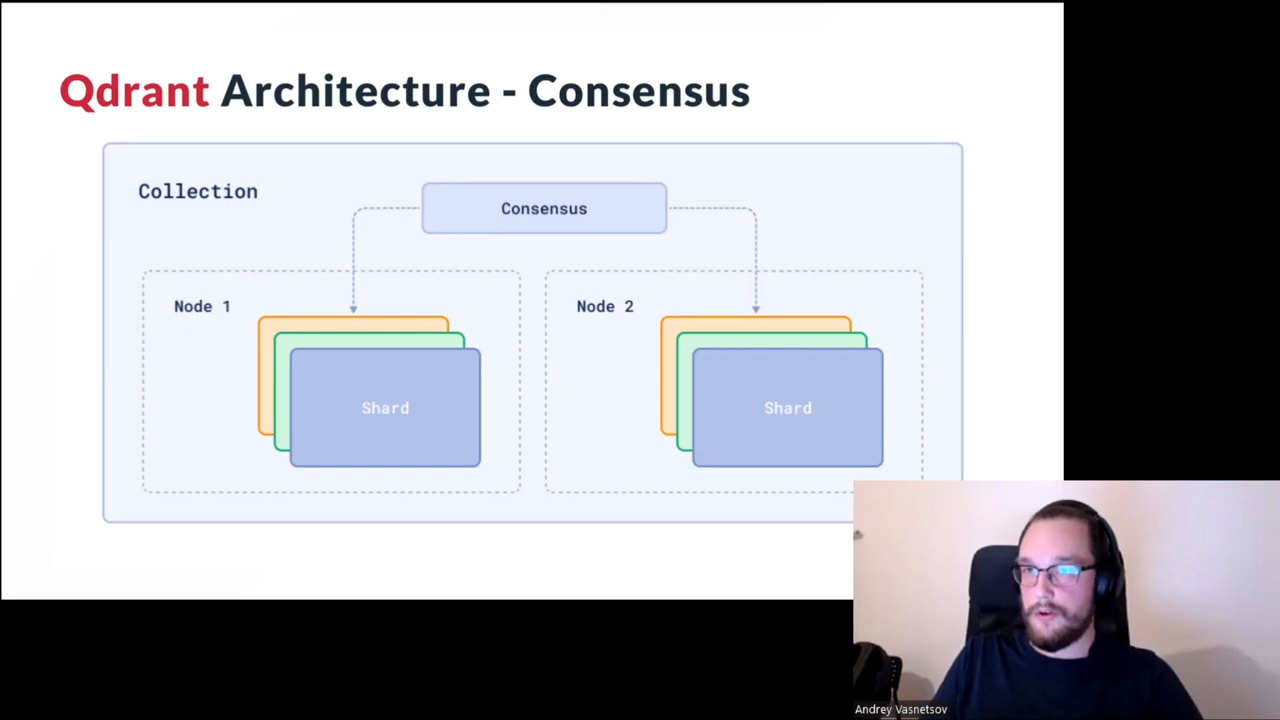 Qdrant Architecture - Consensus
Collection
Consensus
Node 1
Node 2
Shard
Shard
Andrey Vasnetsov